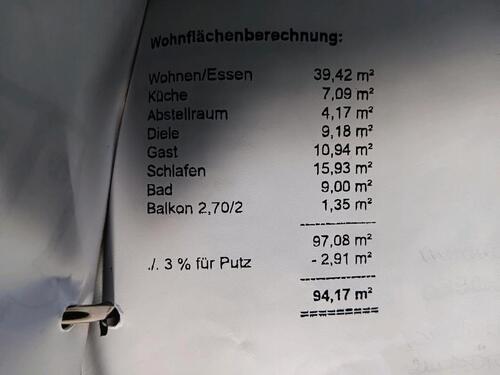 Wohnflächenberechnung:
Wohnen/Essen 39,42 m²
Küche 7,09 m²
Abstellraum 4,17 m²
Diele 9,18 m²
Gast 10,94 m²
Schlafen 15,93 m²
Bad 9,00 m²
Balkon 2,70/2 1,35 m²
---------------
97,08 m²
./. 3 % für Putz - 2,91 m²
---------------
94,17 m²
=========